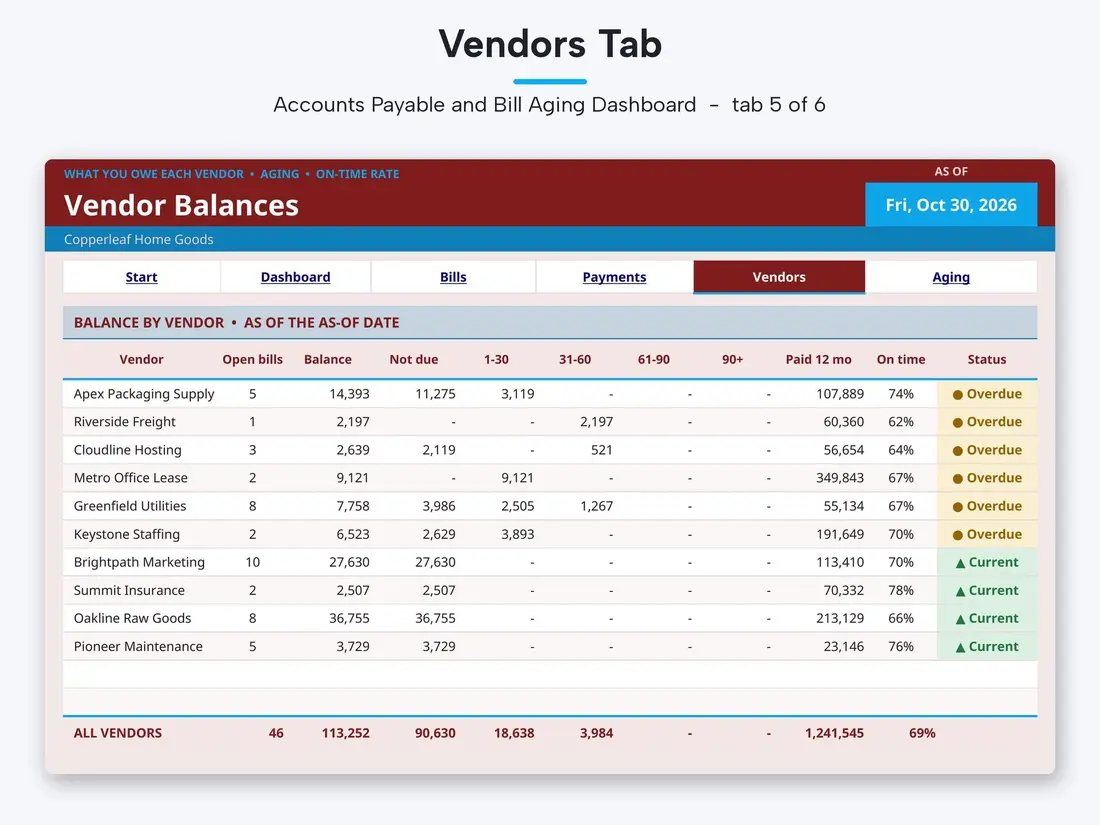 Vendors Tab
Accounts Payable and Bill Aging Dashboard - tab 5 of 6
WHAT YOU OWE EACH VENDOR • AGING • ON-TIME RATE
AS OF
Vendor Balances
Fri, Oct 30, 2026
Copperleaf Home Goods
Start Dashboard Bills Payments Vendors Aging
BALANCE BY VENDOR • AS OF THE AS-OF DATE
Vendor Open bills Balance Not due 1-30 31-60 61-90 90+ Paid 12 mo On time Status
Apex Packaging Supply 5 14,393 11,275 3,119 - - - 107,889 74% ● Overdue
Riverside Freight 1 2,197 - - 2,197 - - 60,360 62% ● Overdue
Cloudline Hosting 3 2,639 2,119 - 521 - - 56,654 64% ● Overdue
Metro Office Lease 2 9,121 - 9,121 - - - 349,843 67% ● Overdue
Greenfield Utilities 8 7,758 3,986 2,505 1,267 - - 55,134 67% ● Overdue
Keystone Staffing 2 6,523 2,629 3,893 - - - 191,649 70% ● Overdue
Brightpath Marketing 10 27,630 27,630 - - - - 113,410 70% ▲ Current
Summit Insurance 2 2,507 2,507 - - - - 70,332 78% ▲ Current
Oakline Raw Goods 8 36,755 36,755 - - - - 213,129 66% ▲ Current
Pioneer Maintenance 5 3,729 3,729 - - - - 23,146 76% ▲ Current
ALL VENDORS 46 113,252 90,630 18,638 3,984 - - 1,241,545 69%